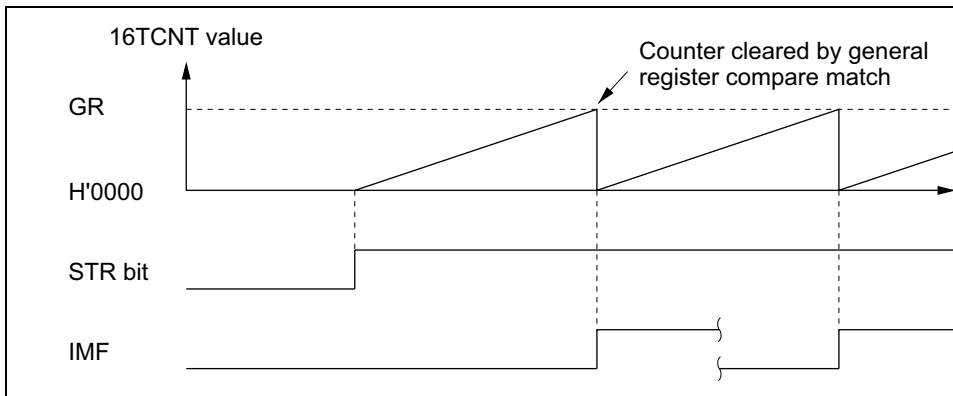 16TCNT value
Counter cleared by general
register compare match
GR
H'0000
STR bit
IMF